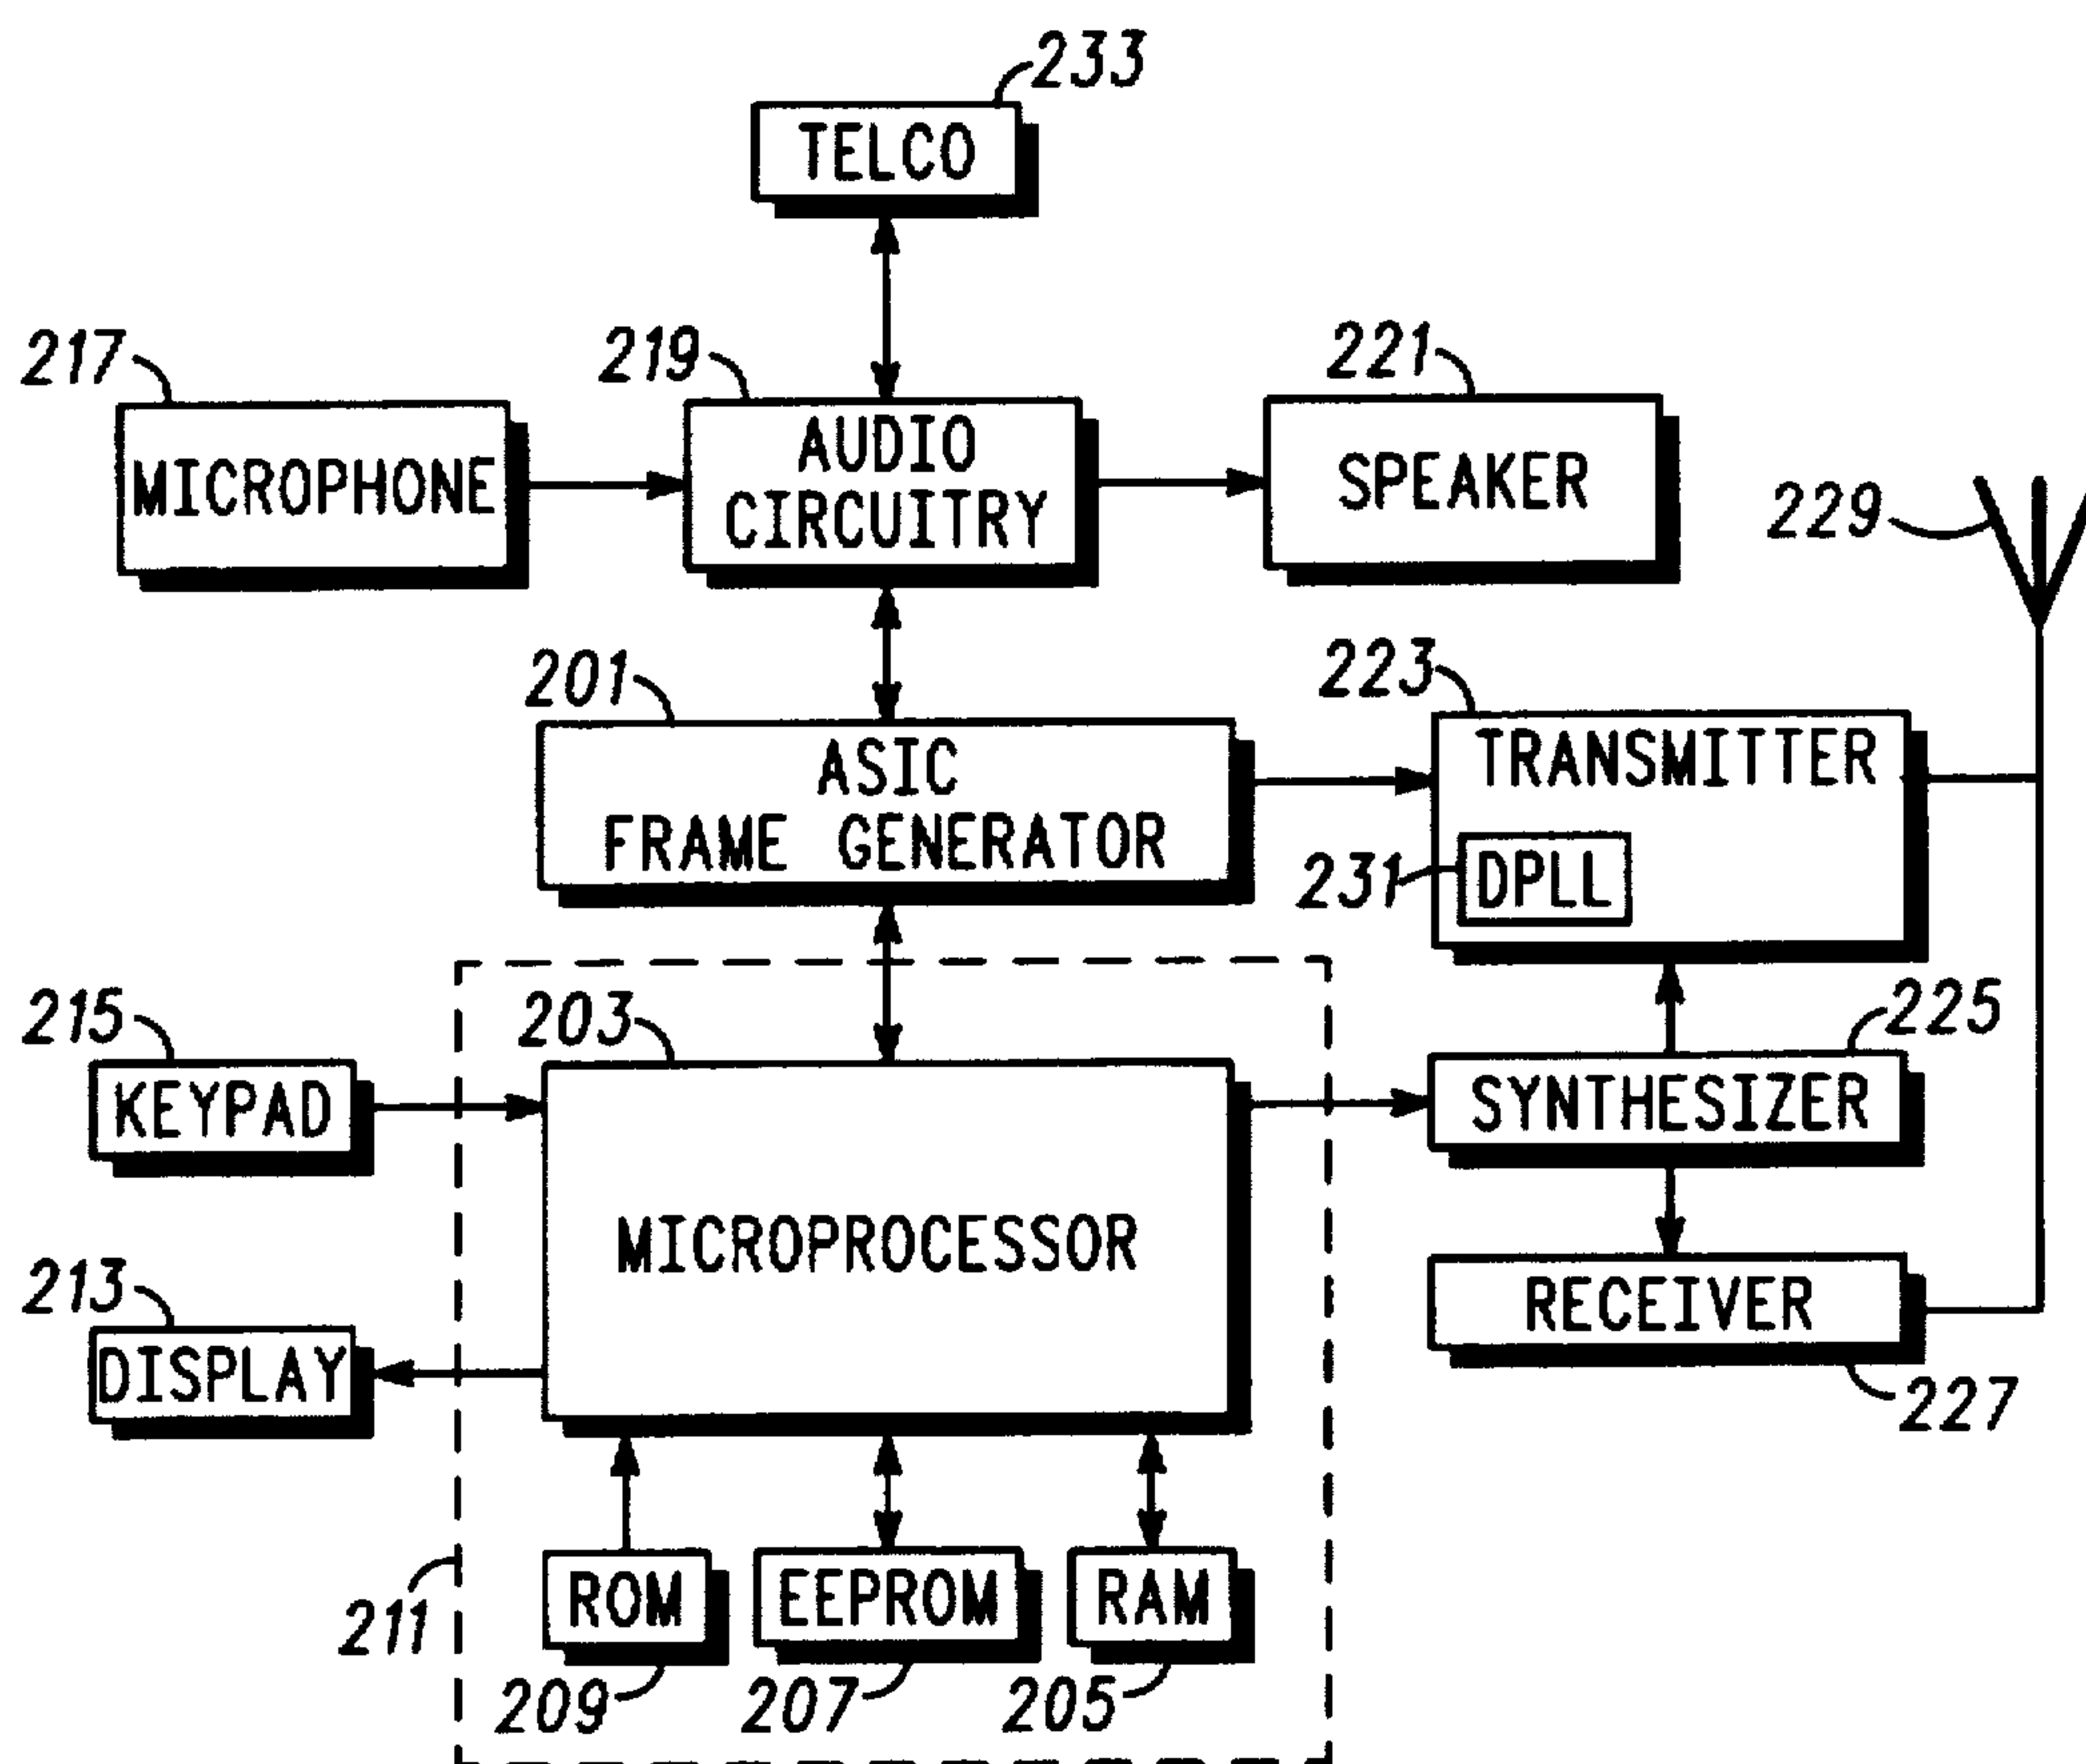 233
TELCO
217
219
221
MICROPHONE
AUDIO
CIRCUITRY
SPEAKER
229
201
223
ASIC
FRAME GENERATOR
TRANSMITTER
231
DPLL
215
203
225
KEYPAD
SYNTHESIZER
MICROPROCESSOR
213
DISPLAY
RECEIVER
227
211
ROM
EEPROM
RAM
209
207
205